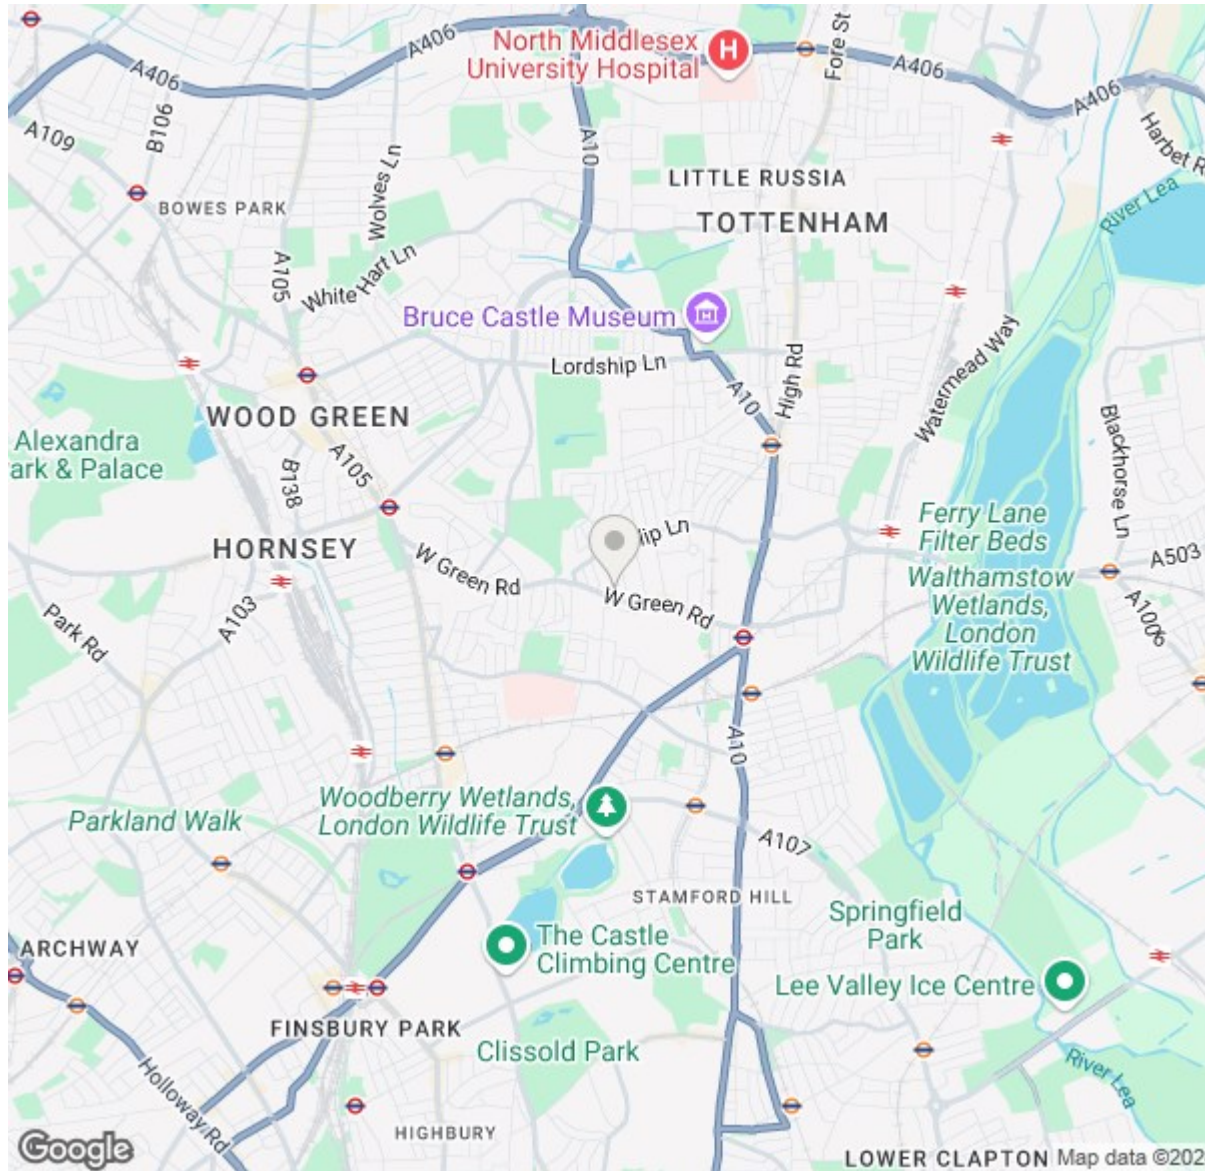 A406
North Middlesex
University Hospital
Fore St
A406
A406
A406
A109
B106
A10
Harbet R
Wolves Ln
LITTLE RUSSIA
BOWES PARK
TOTTENHAM
River Lea
A105
White Hart Ln
Bruce Castle Museum
Lordship Ln
High Rd
Watermead Way
A10
WOOD GREEN
Alexandra
ark & Palace
A105
B138
Blackhorse Ln
Ferry Lane
Filter Beds
HORNSEY
ip Ln
A503
W Green Rd
Walthamstow
Wetlands,
London
Wildlife Trust
W Green Rd
A103
Park Rd
A1006
A10
Woodberry Wetlands,
London Wildlife Trust
Parkland Walk
A107
STAMFORD HILL
Springfield
Park
ARCHWAY
The Castle
Climbing Centre
Lee Valley Ice Centre
FINSBURY PARK
Clissold Park
Holloway Rd
River Lea
HIGHBURY
Google
LOWER CLAPTON
Map data ©202